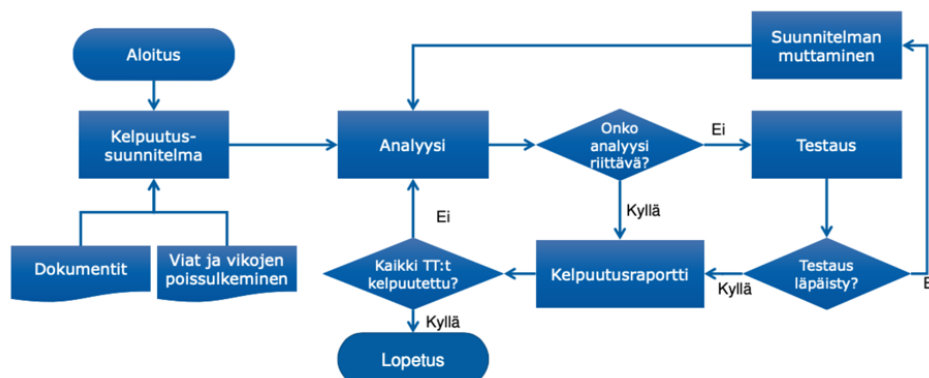 Aloitus
Suunnitelman
muttaminen
Kelpuutus-
suunnitelma
Analyysi
Onko
analyysi
riittävä?
Ei
Testaus
Ei
Kyllä
Dokumentit
Viat ja vikojen
poissulkeminen
Kaikki TT:t
kelpuutettu?
Kelpuutusraportti
Kyllä
Testaus
läpäisty?
Kyllä
Lopetus